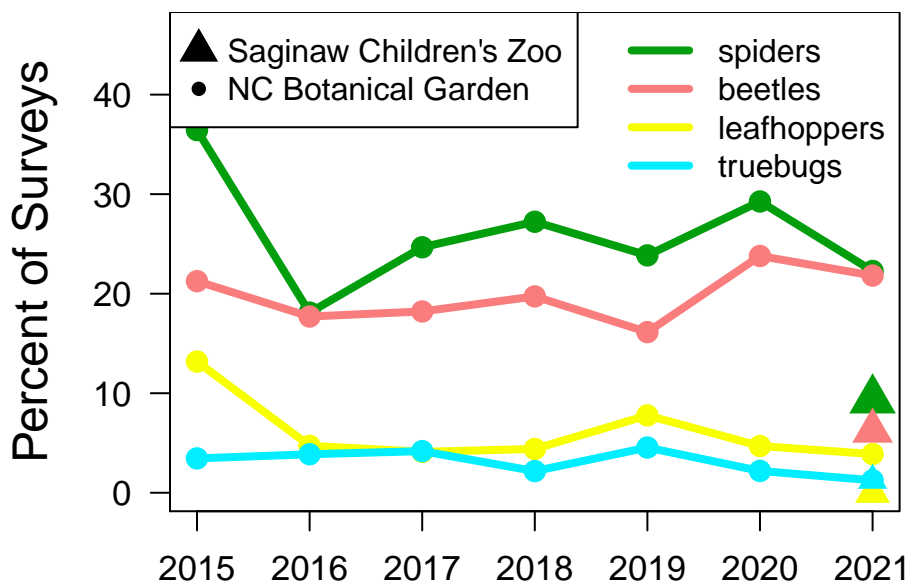 Saginaw Children's Zoo
NC Botanical Garden
spiders
beetles
leafhoppers
truebugs
Percent of Surveys
40
30
20
10
0
2015 2016 2017 2018 2019 2020 2021